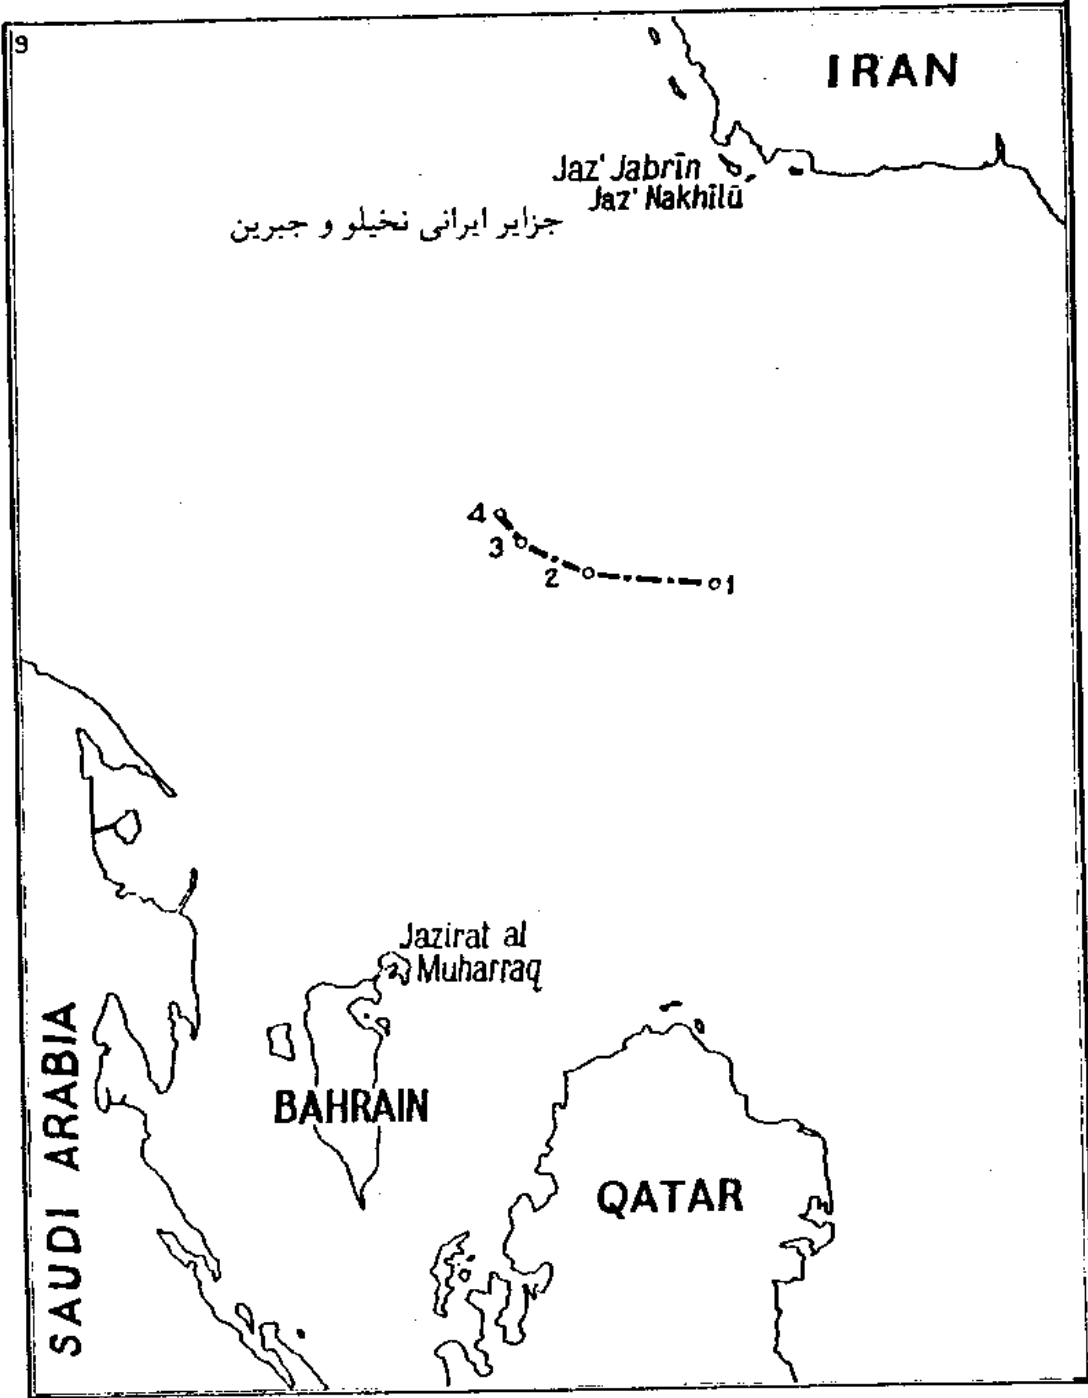 9
IRAN
Jaz' Jabrīn
Jaz' Nakhīlū
جزایر ایرانی نخیلو و جبرین
4
3
2
1
Jazirat al
Muharraq
BAHRAIN
QATAR
SAUDI ARABIA